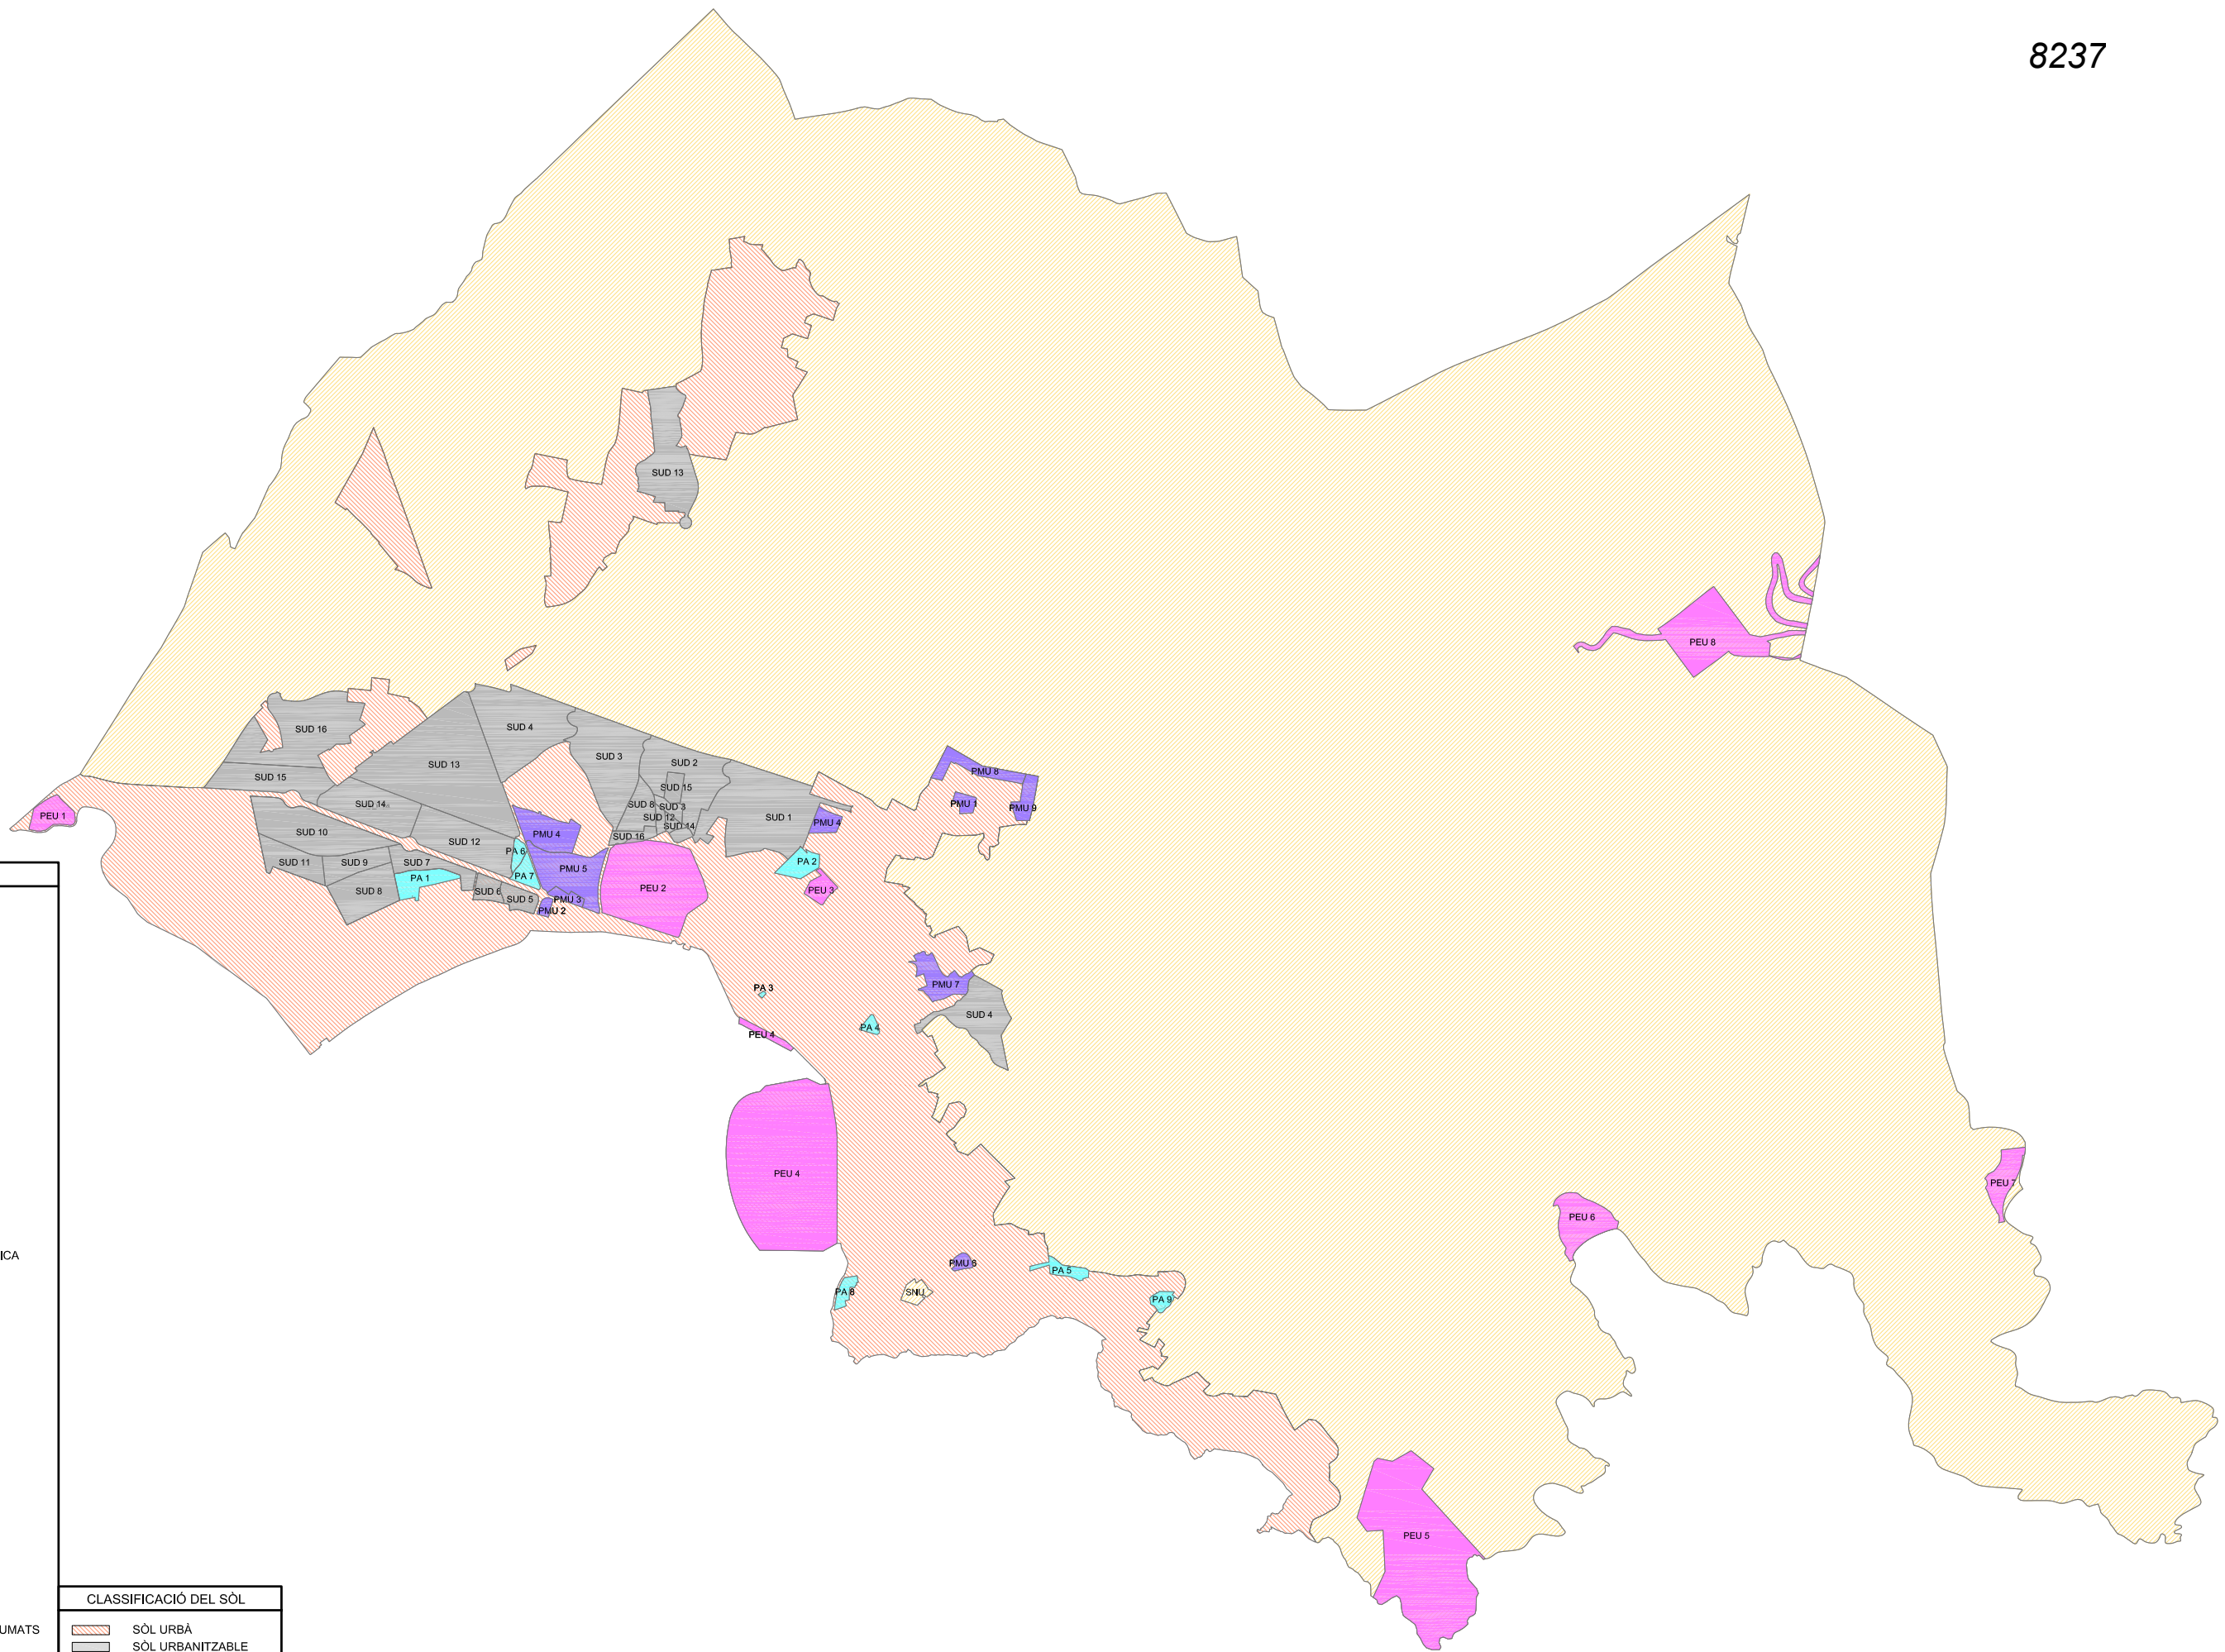 8237
SUD 13
PEU 8
SUD 16
SUD 4
SUD 3
SUD 2
SUD 13
SUD 15
SUD 15
PMU 8
SUD 14
SUD 8
SUD 3
PMU 1
PMU 9
PEU 1
SUD 12
SUD 1
PMU 4
SUD 14
SUD 10
PMU 4
SUD 16
SUD 12
PA 6
SUD 11
SUD 9
SUD 7
PA 2
PMU 5
PA 7
PA 1
PEU 2
PEU 3
SUD 8
SUD 6
SUD 5
PMU 3
PMU 2
PMU 7
PA 3
SUD 4
PA 4
PEU 4
PEU 4
PEU 7
PEU 6
ICA
PMU 6
PA 5
PA 8
SNU
PA 9
PEU 5
CLASSIFICACIÓ DEL SÒL
UMATS
SÒL URBÀ
SÒL URBANITZABLE